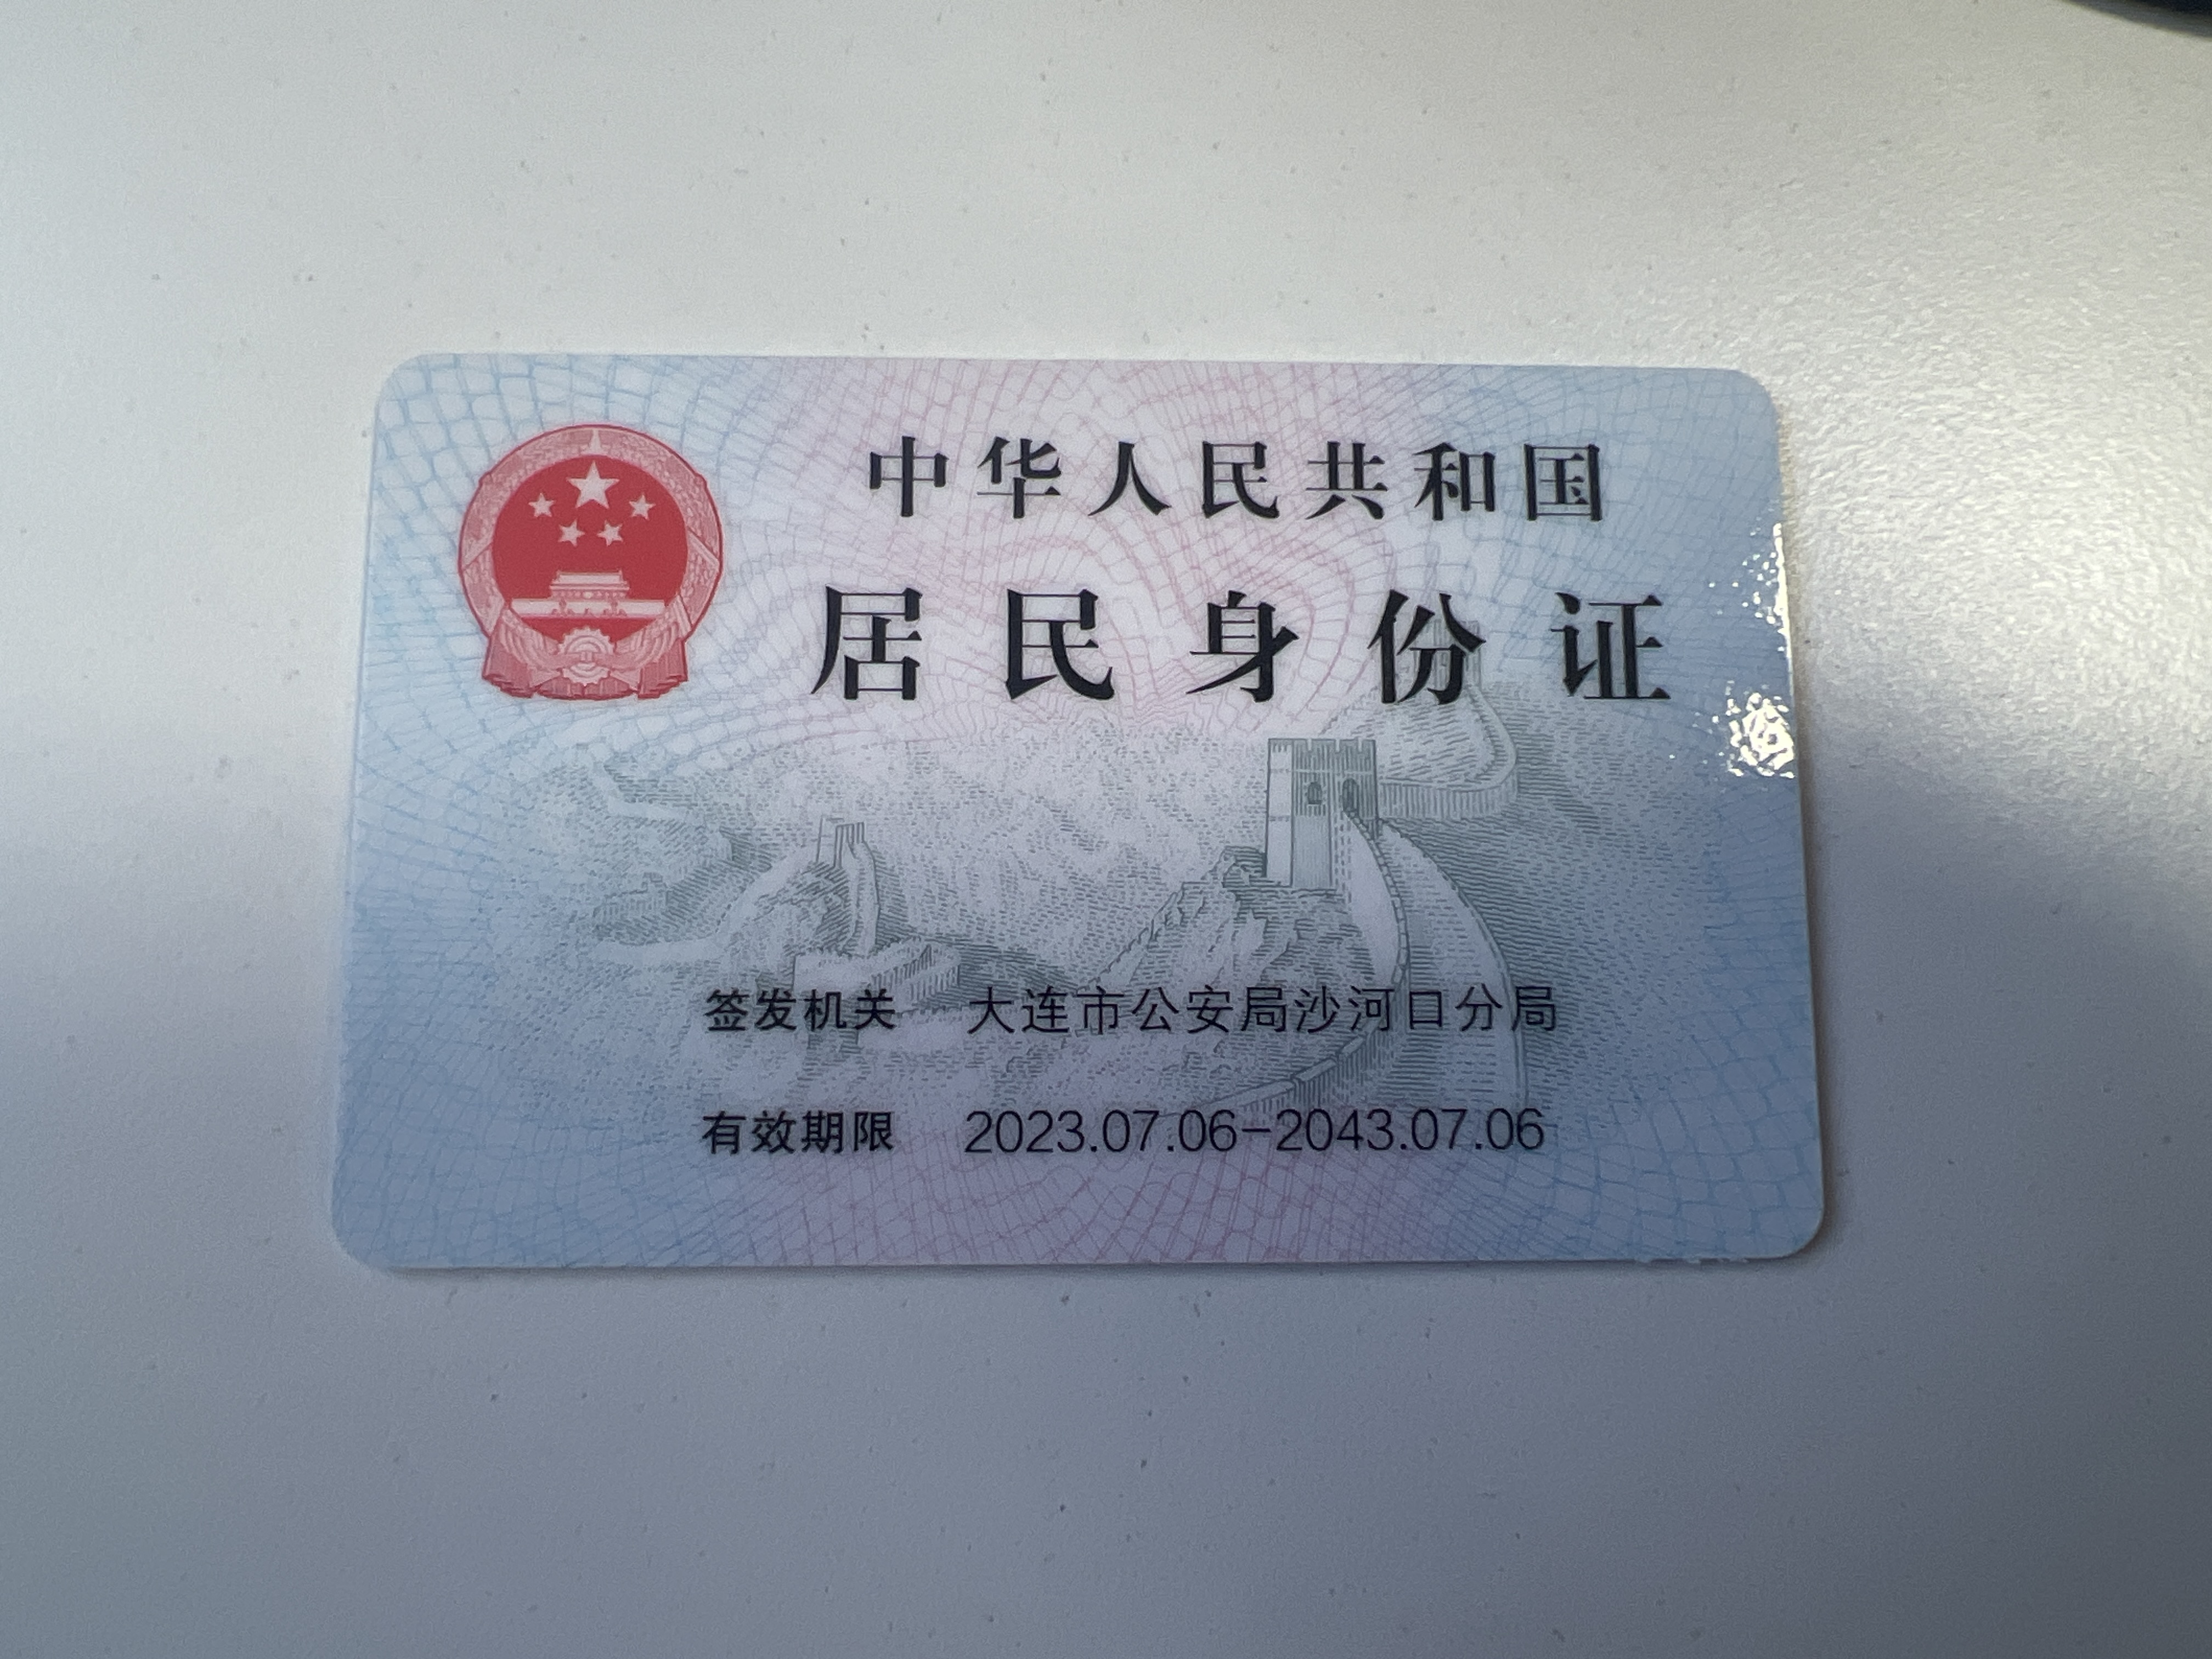 中华人民共和国
居民身份证
签发机关 大连市公安局沙河口分局
有效期限 2023.07.06-2043.07.06